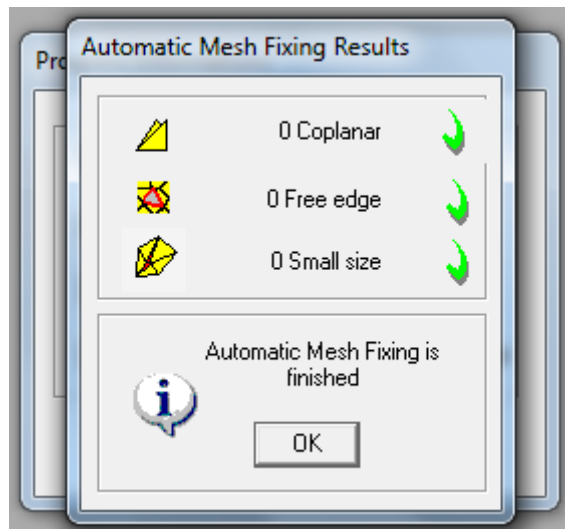 Pro
Automatic Mesh Fixing Results
0 Coplanar
0 Free edge
0 Small size
Automatic Mesh Fixing is
finished
OK